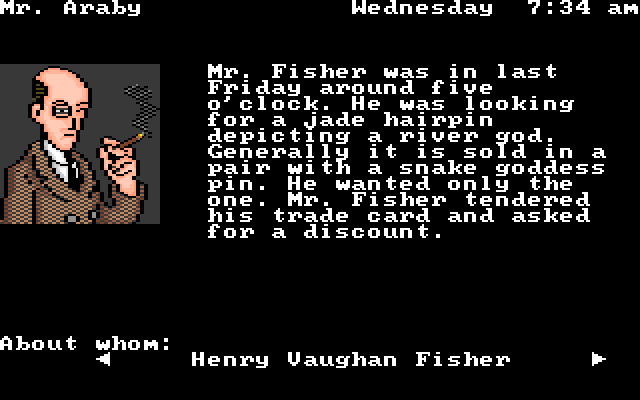 Mr. Araby Wednesday 7:34 am
Mr. Fisher was in last
Friday around five
o'clock. He was looking
for a jade hairpin
depicting a river god.
Generally it is sold in a
pair with a snake goddess
pin. He wanted only the
one. Mr. Fisher tendered
his trade card and asked
for a discount.
About whom:
Henry Vaughan Fisher